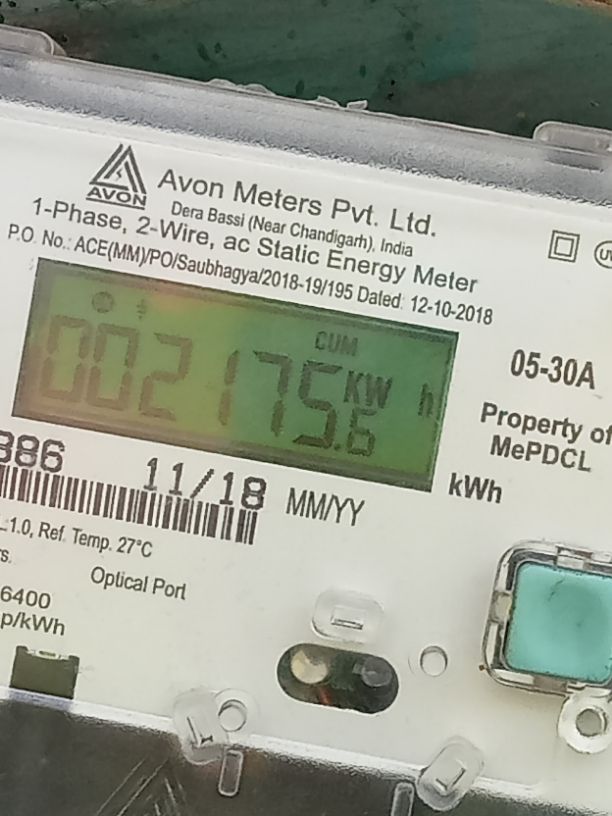 AVON
Avon Meters Pvt. Ltd.
Dera Bassi (Near Chandigarh), India
1-Phase, 2-Wire, ac Static Energy Meter
P.O. No.: ACE(MM)/PO/Saubhagya/2018-19/195 Dated: 12-10-2018
CUM
002175.6 KW h
05-30A
Property of
MePDCL
kWh
386 11/18 MM/YY
1.0, Ref. Temp. 27°C
Optical Port
6400
p/kWh